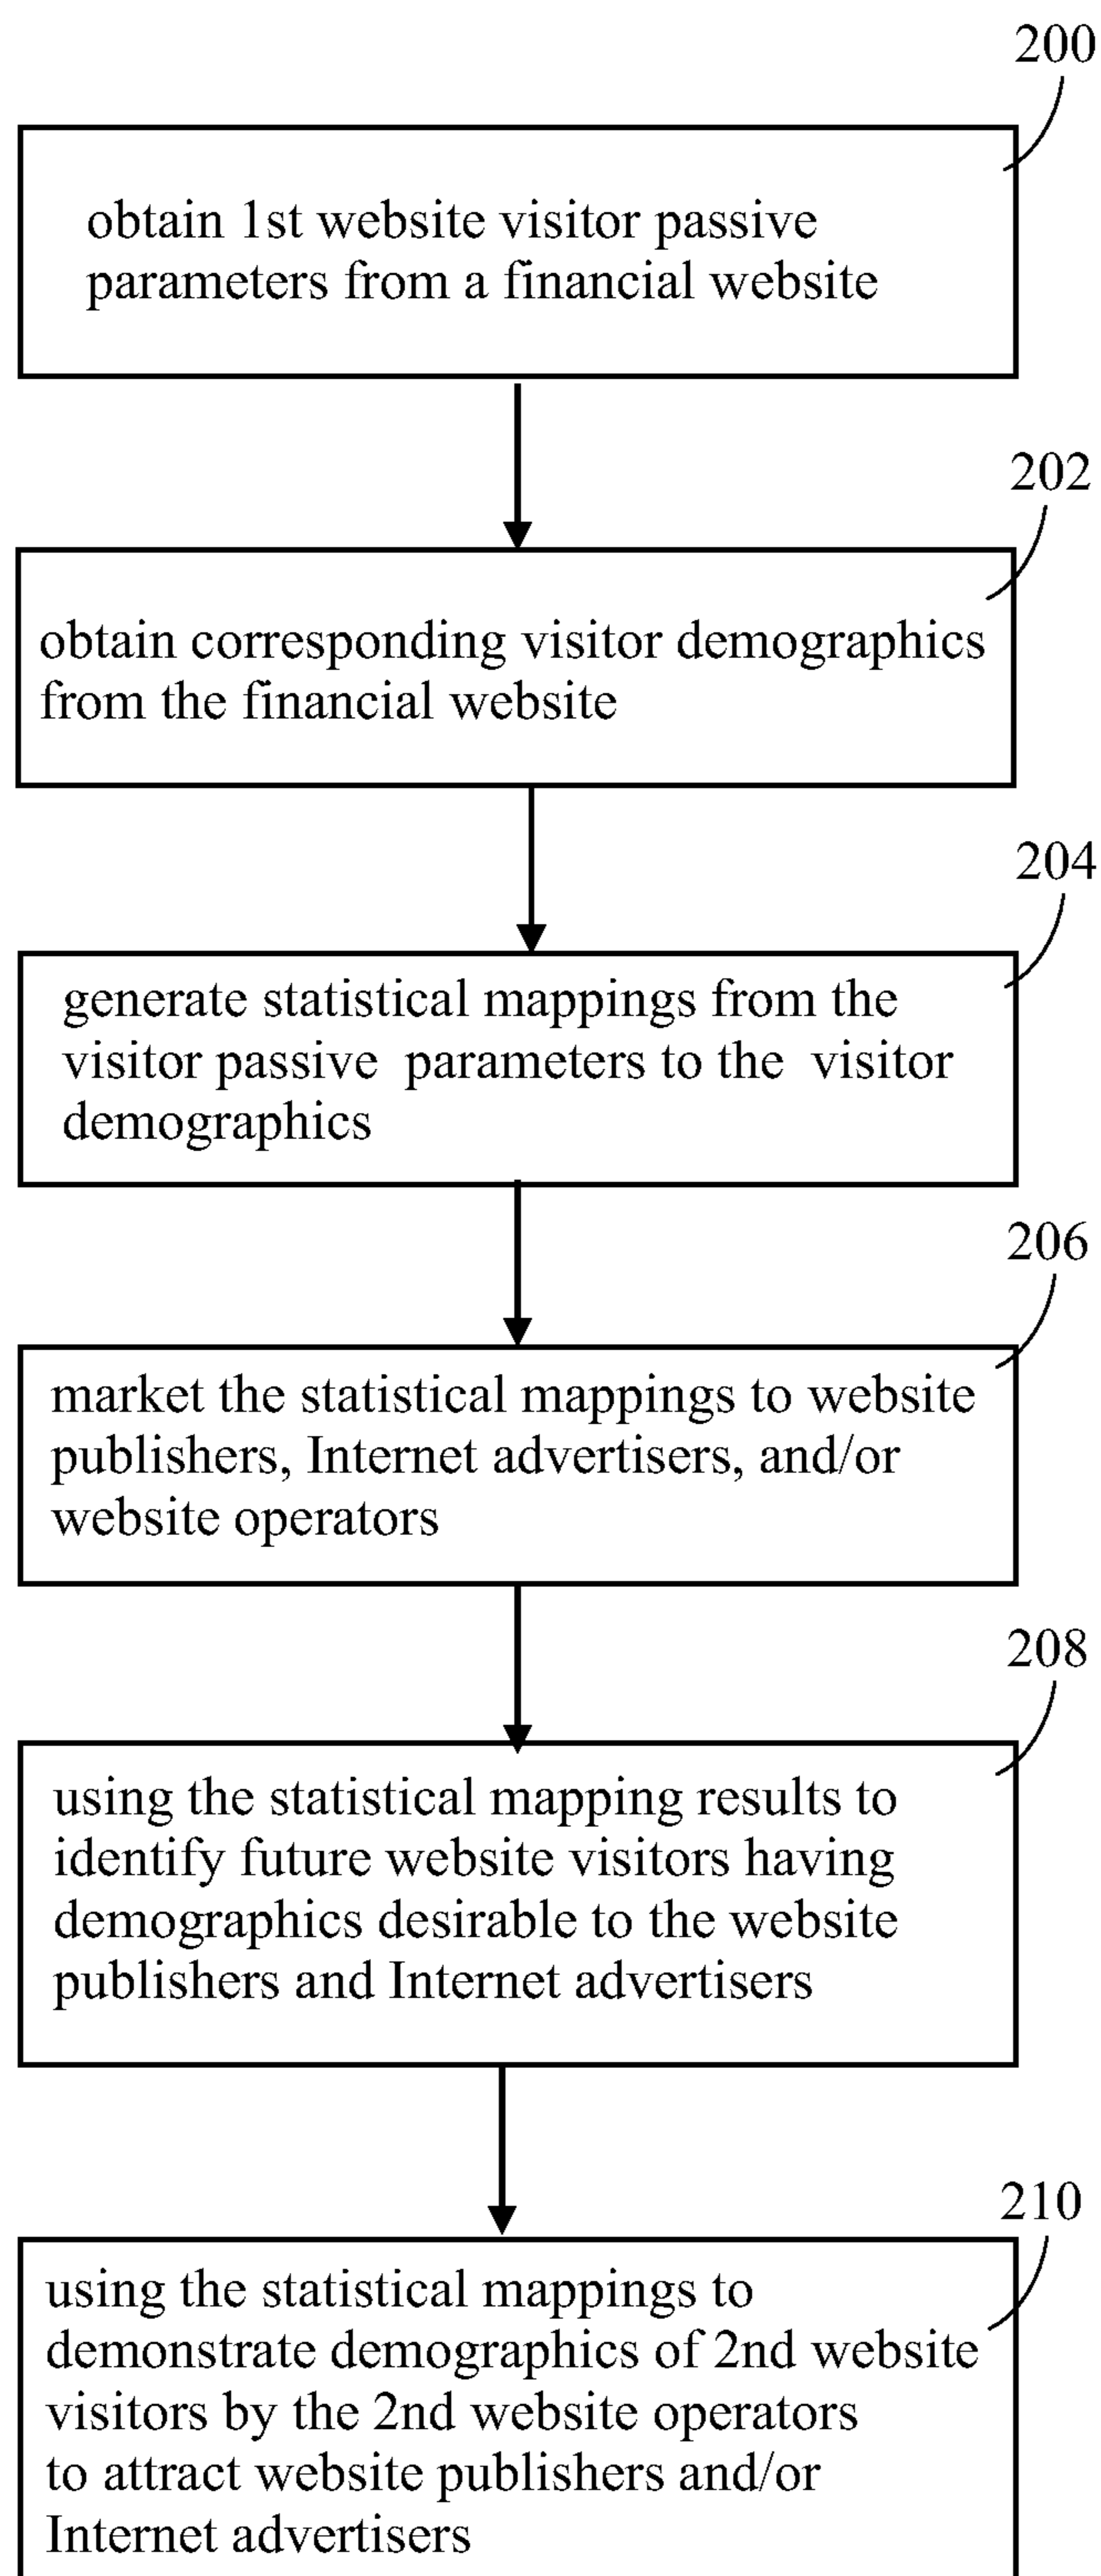 200
obtain 1st website visitor passive
parameters from a financial website
202
obtain corresponding visitor demographics
from the financial website
204
generate statistical mappings from the
visitor passive parameters to the visitor
demographics
206
market the statistical mappings to website
publishers, Internet advertisers, and/or
website operators
208
using the statistical mapping results to
identify future website visitors having
demographics desirable to the website
publishers and Internet advertisers
210
using the statistical mappings to
demonstrate demographics of 2nd website
visitors by the 2nd website operators
to attract website publishers and/or
Internet advertisers